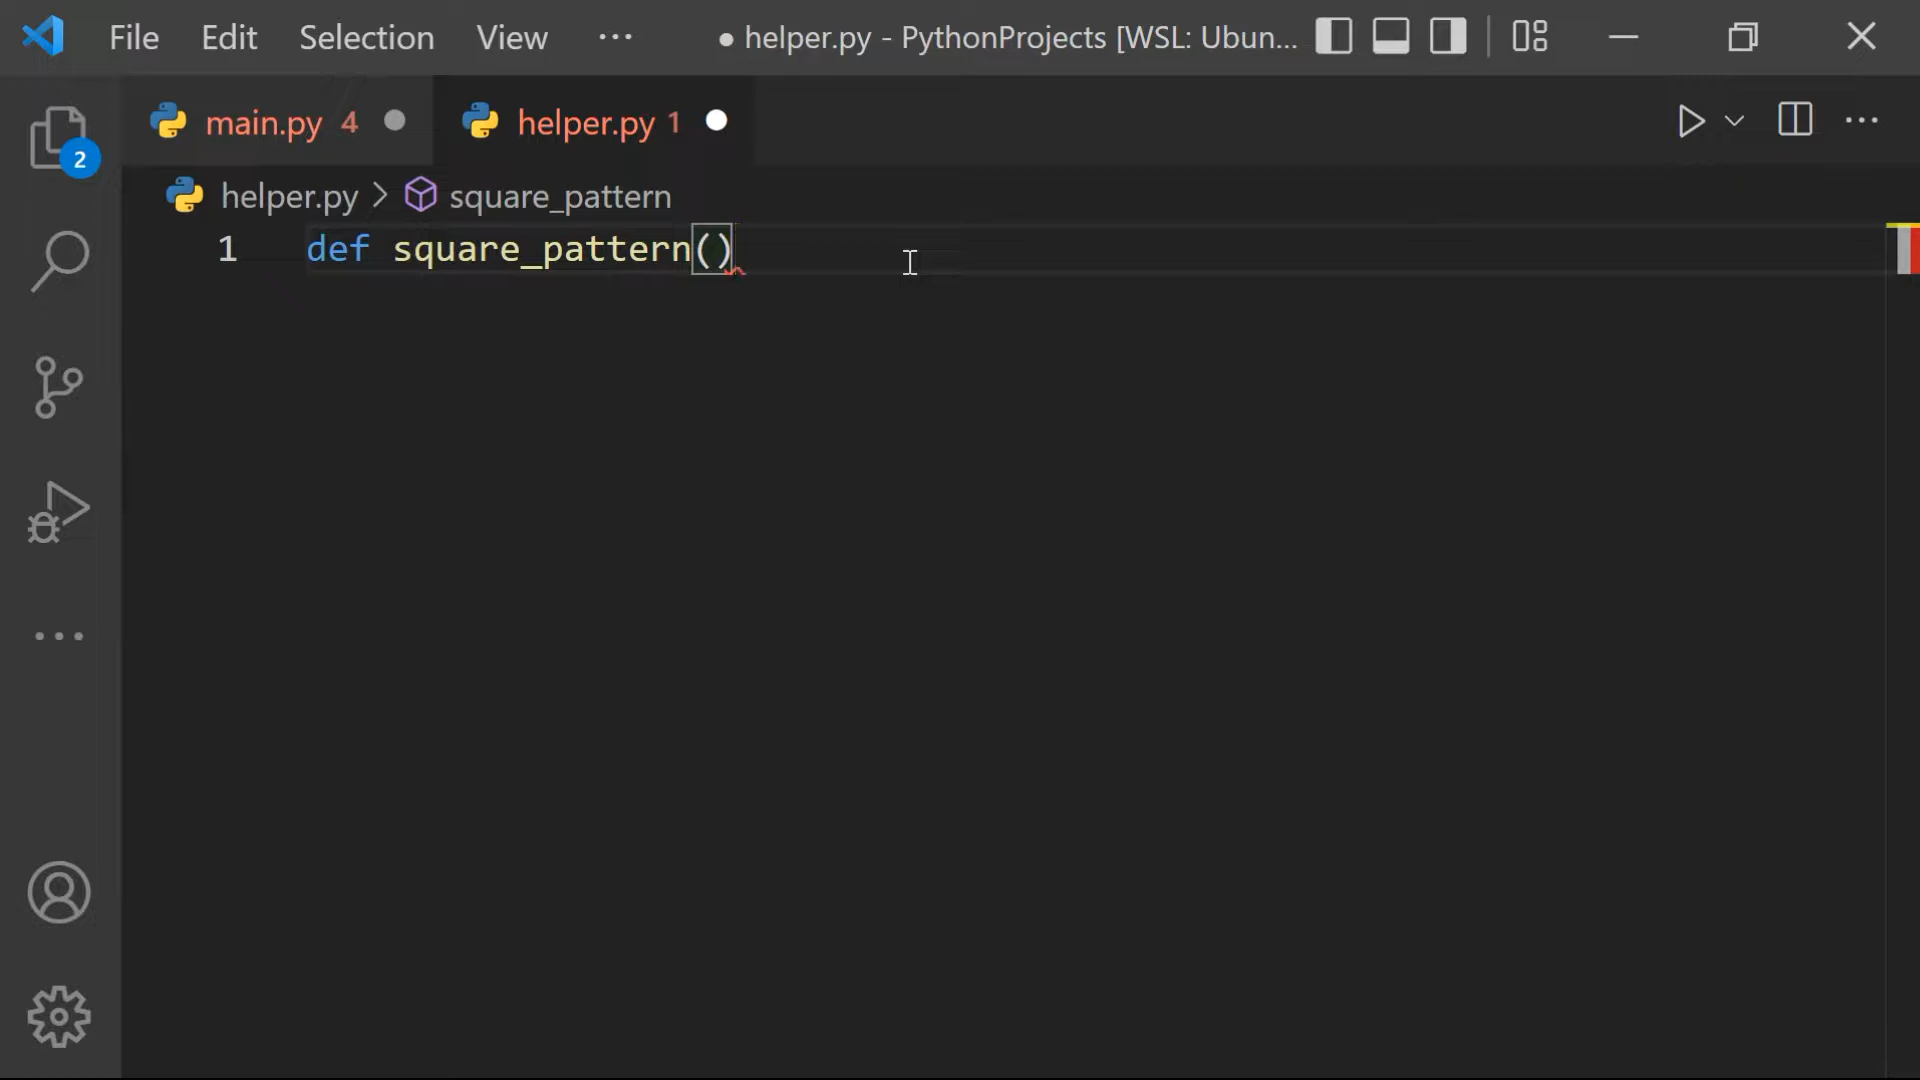 File Edit Selection View ··· ● helper.py - PythonProjects [WSL: Ubun...
main.py 4 ● helper.py 1 ●
2
helper.py > square_pattern
1 def square_pattern()